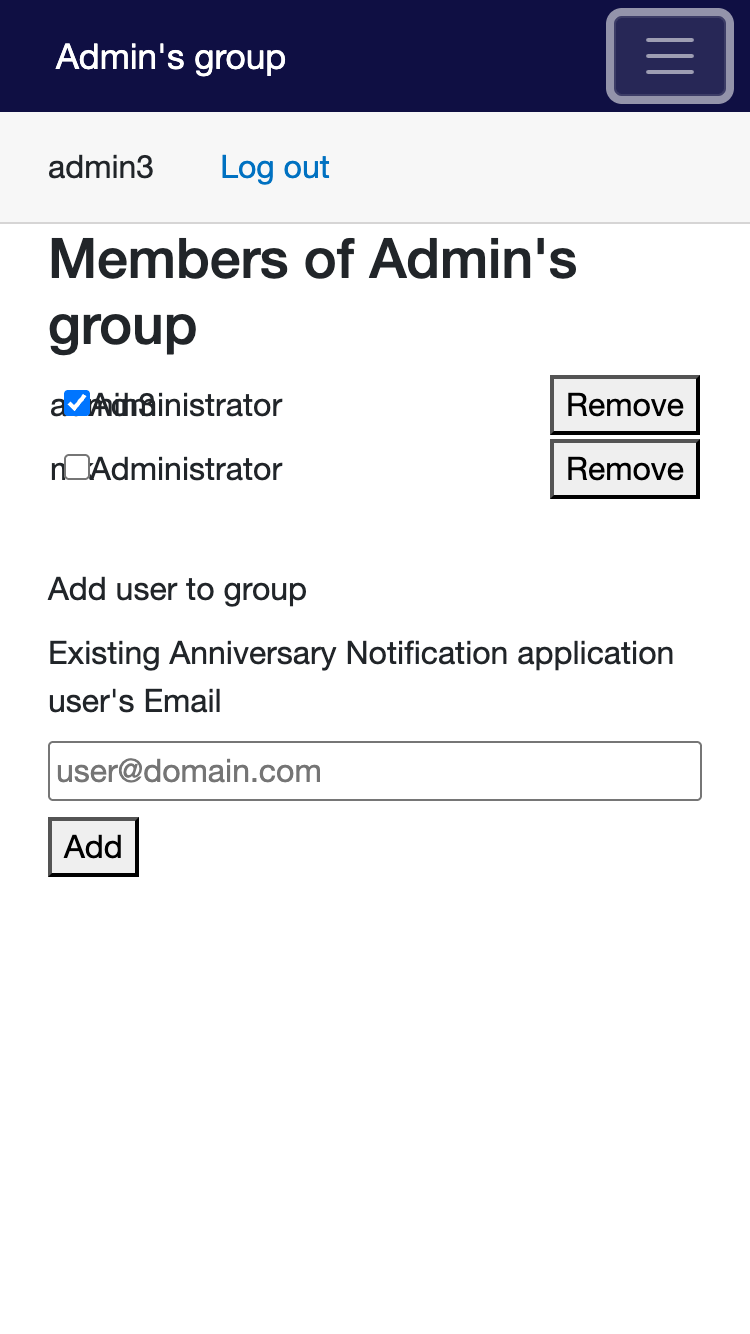 Admin's group
admin3 Log out
Members of Admin's
group
admin3 Administrator Remove
Administrator Remove
Add user to group
Existing Anniversary Notification application
user's Email
user@domain.com
Add